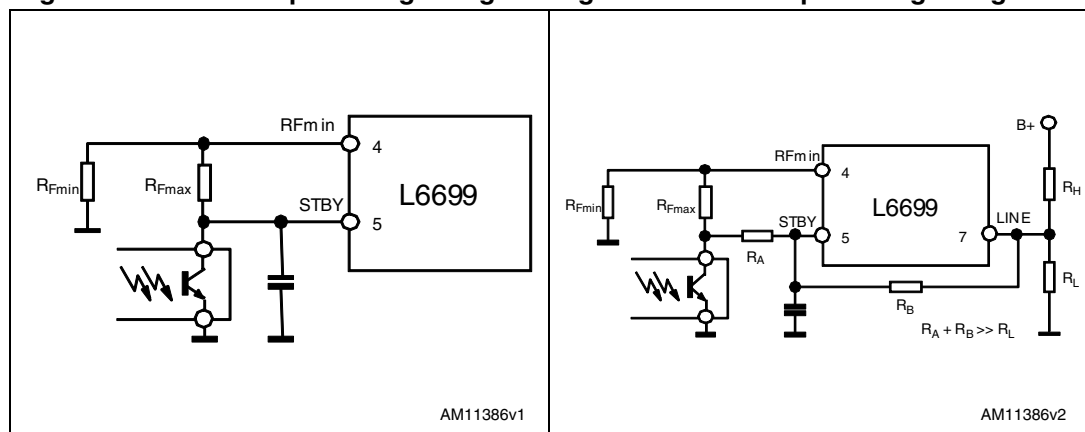 RFmin
4
RFmin
RFmax
STBY
5
L6699
AM11386v1
B+
RFmin
4
RH
RFmin
RFmax
STBY
5
L6699
LINE
7
RA
RL
RB
RA + RB >> RL
AM11386v2